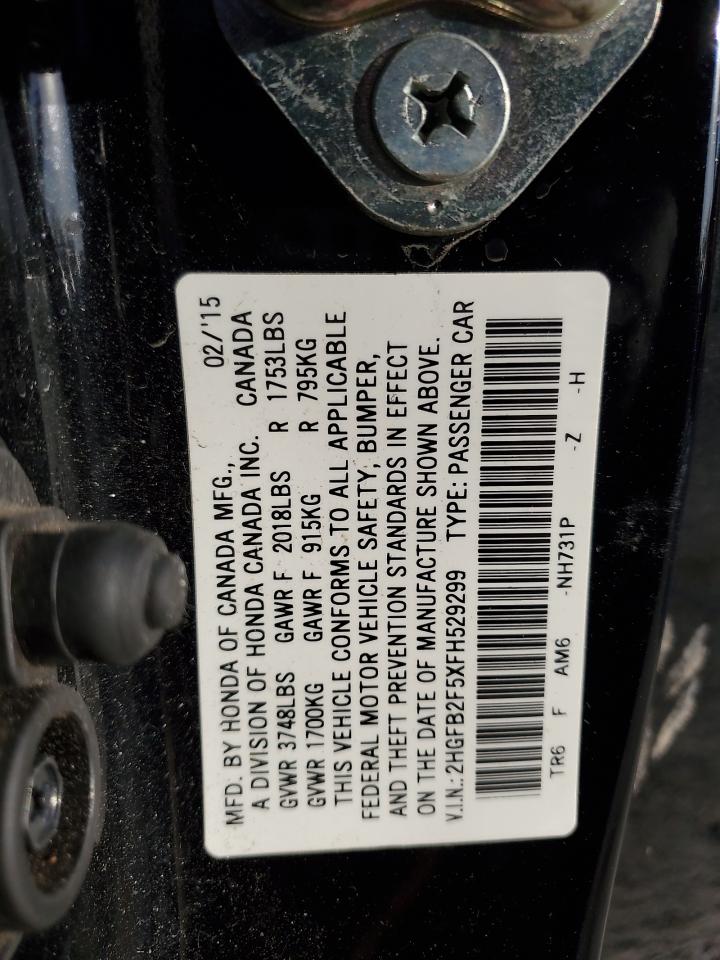 MFD. BY HONDA OF CANADA MFG., 02/'15
A DIVISION OF HONDA CANADA INC. CANADA
GVWR 3748LBS GAWR F 2018LBS R 1753LBS
GVWR 1700KG GAWR F 915KG R 795KG
THIS VEHICLE CONFORMS TO ALL APPLICABLE
FEDERAL MOTOR VEHICLE SAFETY, BUMPER,
AND THEFT PREVENTION STANDARDS IN EFFECT
ON THE DATE OF MANUFACTURE SHOWN ABOVE.
V.I.N.: 2HGFB2F5XFH529299 TYPE: PASSENGER CAR
TR6 F AM6 -NH731P -Z -H